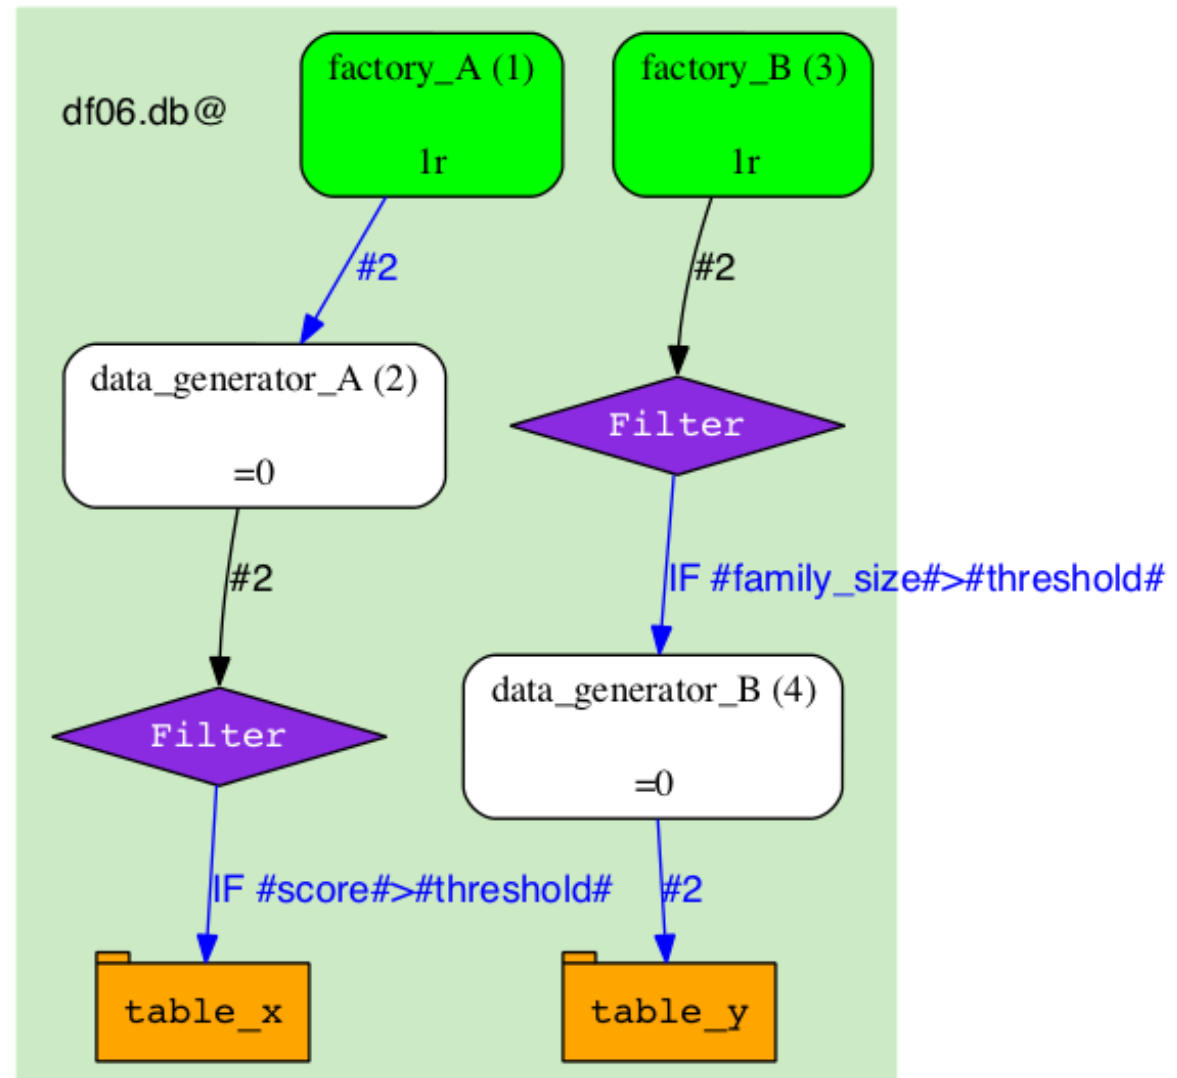 factory_A (1)
1r
factory_B (3)
1r
df06.db@
#2
#2
data_generator_A (2)
=0
Filter
#2
IF #family_size#>#threshold#
data_generator_B (4)
=0
Filter
IF #score#>#threshold#
#2
table_x
table_y